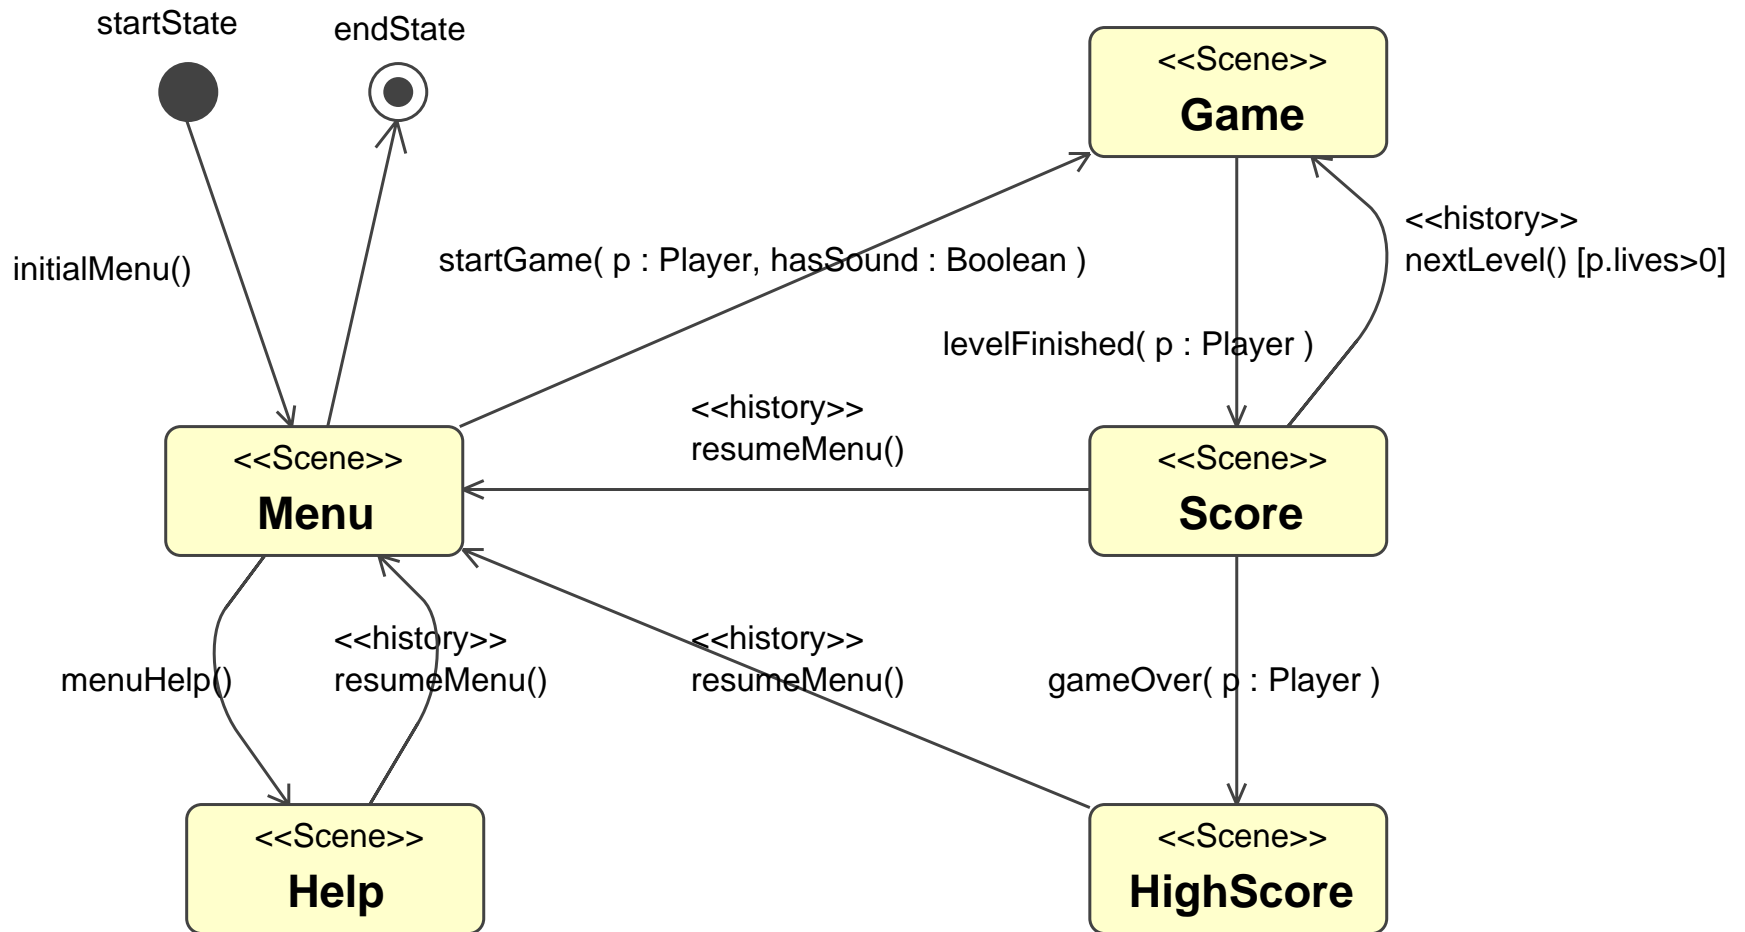 startState
endState
<<Scene>>
Game
<<history>>
nextLevel() [p.lives>0]
initialMenu()
startGame( p : Player, hasSound : Boolean )
levelFinished( p : Player )
<<history>>
resumeMenu()
<<Scene>>
Menu
<<Scene>>
Score
menuHelp()
<<history>>
resumeMenu()
<<history>>
resumeMenu()
gameOver( p : Player )
<<Scene>>
Help
<<Scene>>
HighScore